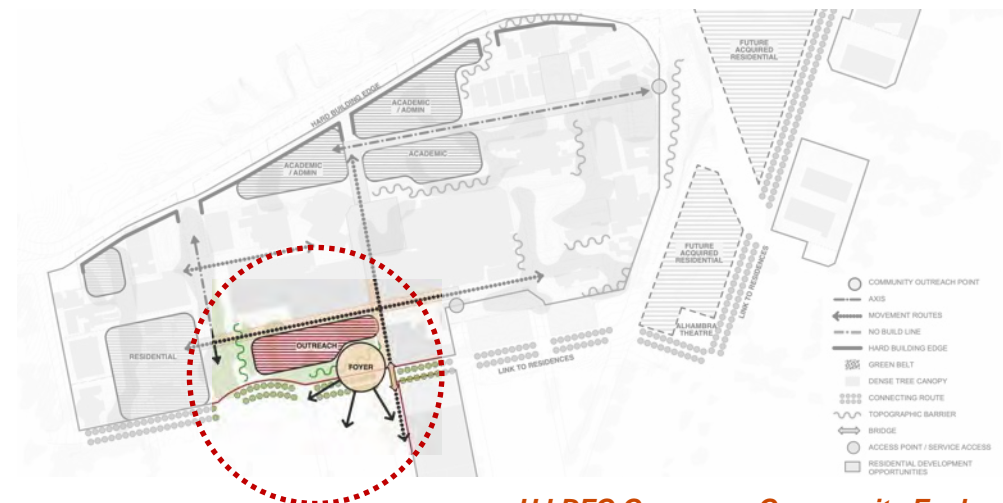 FUTURE
ACQUIRED
RESIDENTIAL
HARD BUILDING EDGE
ACADEMIC
/ ADMIN
ACADEMIC
ACADEMIC
/ ADMIN
FUTURE
ACQUIRED
RESIDENTIAL
LINK TO RESIDENCES
ALHAMBRA
THEATRE
RESIDENTIAL
OUTREACH
FOYER
LINK TO RESIDENCES
COMMUNITY OUTREACH POINT
AXIS
MOVEMENT ROUTES
NO BUILD LINE
HARD BUILDING EDGE
GREEN BELT
DENSE TREE CANOPY
CONNECTING ROUTE
TOPOGRAPHIC BARRIER
BRIDGE
ACCESS POINT / SERVICE ACCESS
RESIDENTIAL DEVELOPMENT
OPPORTUNITIES